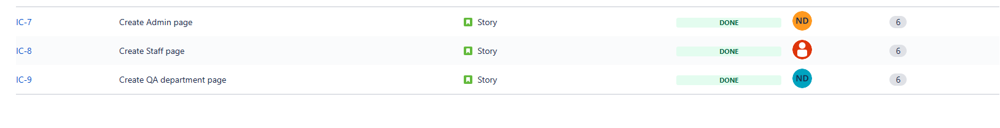 IC-7 Create Admin page Story DONE ND 6
IC-8 Create Staff page Story DONE 6
IC-9 Create QA department page Story DONE ND 6